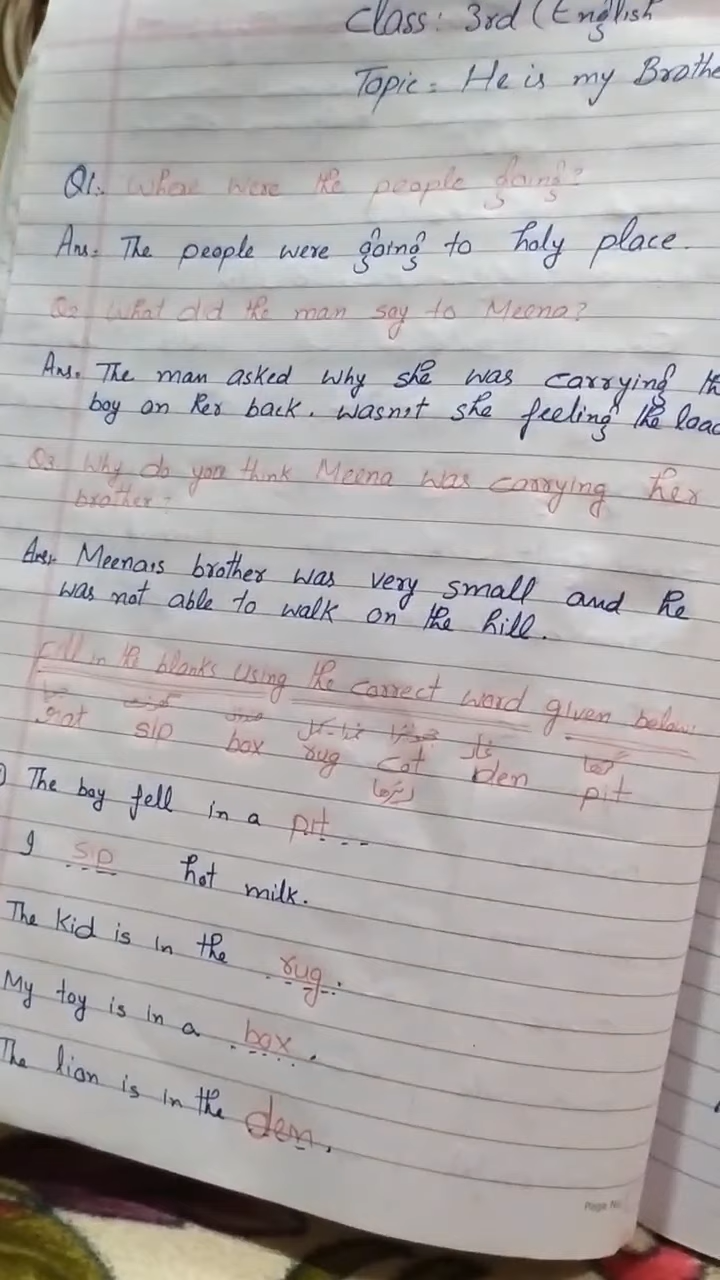 Class: 3rd (English
Topic = He is my Brothe
Q1. Where were the people going?
Ans. The people were going to holy place.
Q2 What did the man say to Meena?
Ans. The man asked why she was carrying th
boy on her back. wasn't she feeling the load
Q3 Why do you think Meena was carrying her
brother?
Ans. Meena's brother was very small and he
was not able to walk on the hill.
Fill in the blanks using the correct word given below:
sip box rug cot den pit
The boy fell in a pit
I sip hot milk.
The kid is in the rug.
My toy is in a box.
The lion is in the den.
Page No